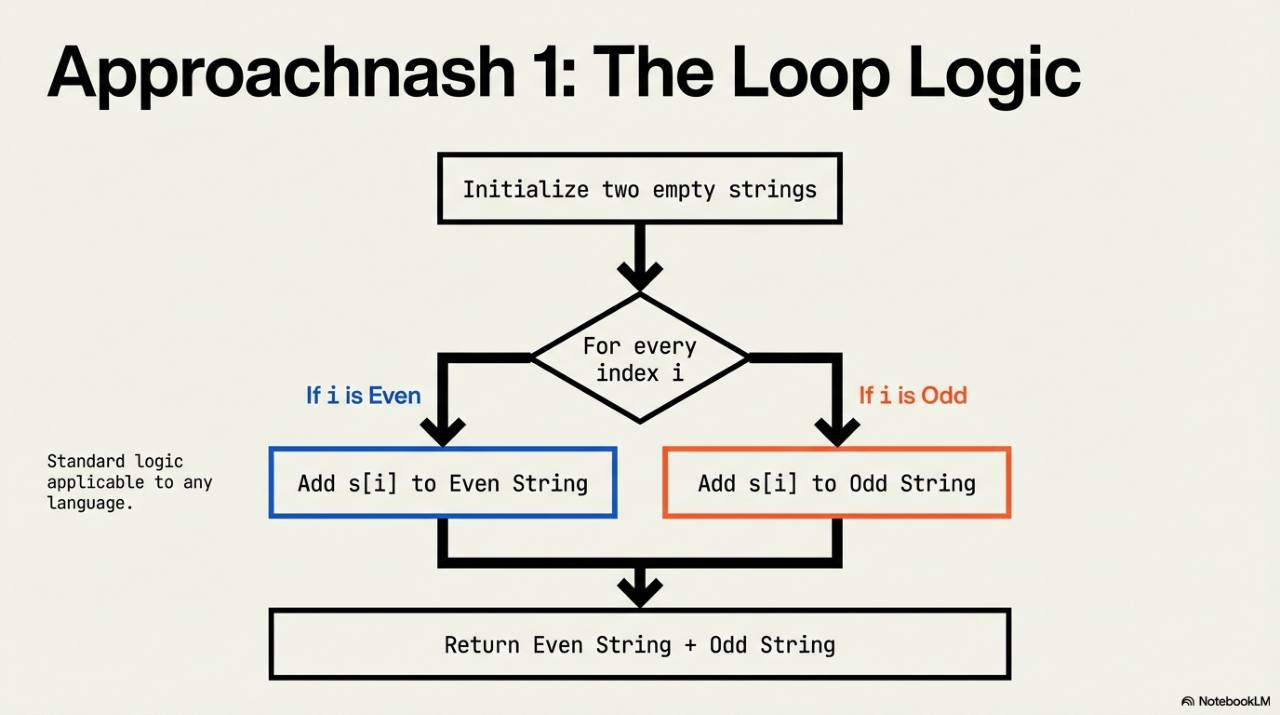 Approachnash 1: The Loop Logic
Initialize two empty strings
For every
index i
If i is Even
If i is Odd
Standard logic
applicable to any
language.
Add s[i] to Even String
Add s[i] to Odd String
Return Even String + Odd String
NotebookLM